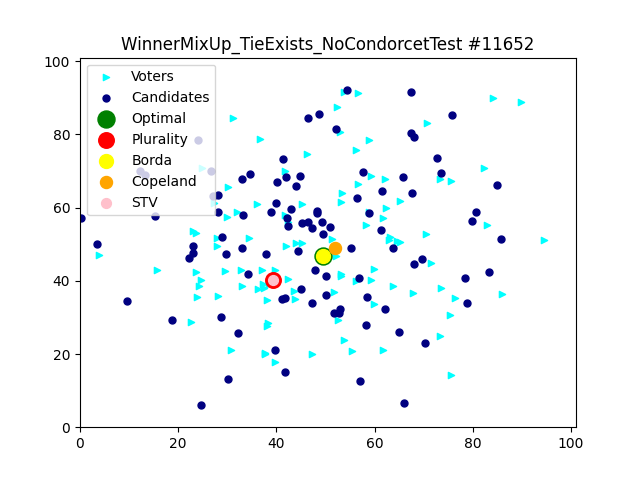 WinnerMixUp_TieExists_NoCondorcetTest #11652
100
80
60
40
20
0
Voters
Candidates
Optimal
Plurality
Borda
Copeland
STV
0 20 40 60 80 100